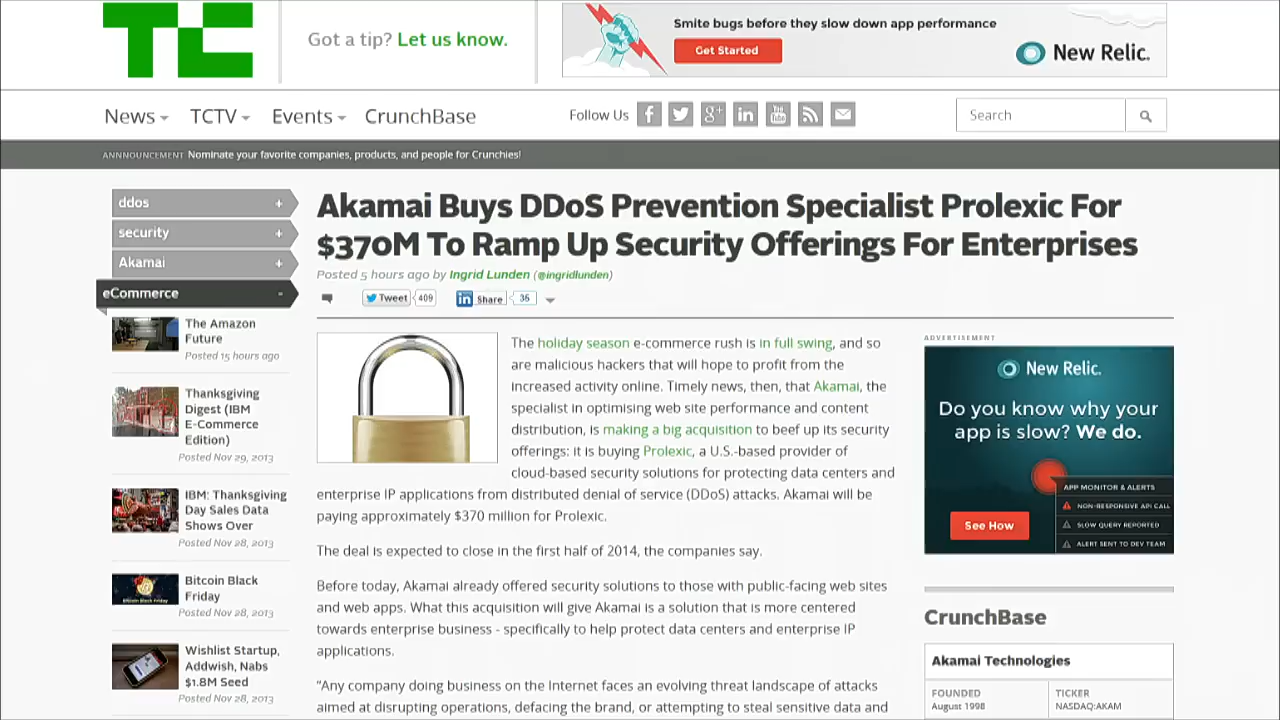 TC
Got a tip? Let us know.
Smite bugs before they slow down app performance
Get Started
New Relic.
News
TCTV
Events
CrunchBase
Follow Us
Search
ANNNOUNCEMENT Nominate your favorite companies, products, and people for Crunchies!
ddos +
security +
Akamai +
eCommerce -
The Amazon
Future
Posted 15 hours ago
Thanksgiving
Digest (IBM
E-Commerce
Edition)
Posted Nov 29, 2013
IBM: Thanksgiving
Day Sales Data
Shows Over
Posted Nov 28, 2013
Bitcoin Black
Friday
Posted Nov 28, 2013
Wishlist Startup,
Addwish, Nabs
$1.8M Seed
Posted Nov 28, 2013
Akamai Buys DDoS Prevention Specialist Prolexic For
$370M To Ramp Up Security Offerings For Enterprises
Posted 5 hours ago by Ingrid Lunden (@ingridlunden)
Tweet 409
Share 36
The holiday season e-commerce rush is in full swing, and so
are malicious hackers that will hope to profit from the
increased activity online. Timely news, then, that Akamai, the
specialist in optimising web site performance and content
distribution, is making a big acquisition to beef up its security
offerings: it is buying Prolexic, a U.S.-based provider of
cloud-based security solutions for protecting data centers and
enterprise IP applications from distributed denial of service (DDoS) attacks. Akamai will be
paying approximately $370 million for Prolexic.
The deal is expected to close in the first half of 2014, the companies say.
Before today, Akamai already offered security solutions to those with public-facing web sites
and web apps. What this acquisition will give Akamai is a solution that is more centered
towards enterprise business - specifically to help protect data centers and enterprise IP
applications.
“Any company doing business on the Internet faces an evolving threat landscape of attacks
aimed at disrupting operations, defacing the brand, or attempting to steal sensitive data and
ADVERTISEMENT
New Relic.
Do you know why your
app is slow? We do.
APP MONITOR & ALERTS
NON-RESPONSIVE API CALL
SLOW QUERY REPORTED
ALERT SENT TO DEV TEAM
See How
CrunchBase
Akamai Technologies
FOUNDED
August 1998
TICKER
NASDAQ:AKAM